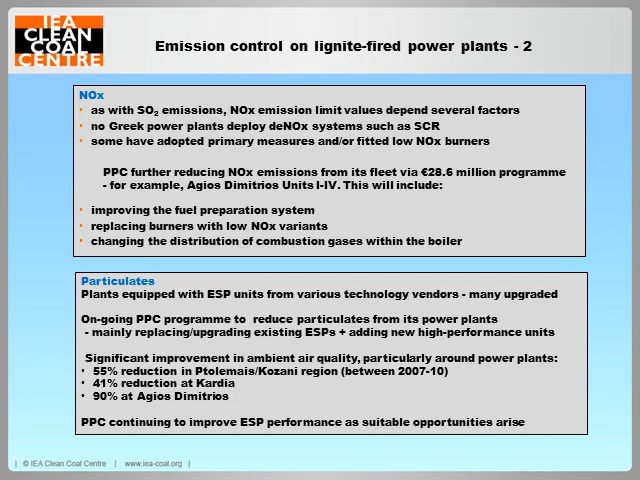 IEA
CLEAN
COAL
CENTRE
Emission control on lignite-fired power plants - 2
NOx
• as with SO2 emissions, NOx emission limit values depend several factors
• no Greek power plants deploy deNOx systems such as SCR
• some have adopted primary measures and/or fitted low NOx burners
PPC further reducing NOx emissions from its fleet via €28.6 million programme
- for example, Agios Dimitrios Units I-IV. This will include:
• improving the fuel preparation system
• replacing burners with low NOx variants
• changing the distribution of combustion gases within the boiler
Particulates
Plants equipped with ESP units from various technology vendors - many upgraded
On-going PPC programme to reduce particulates from its power plants
- mainly replacing/upgrading existing ESPs + adding new high-performance units
Significant improvement in ambient air quality, particularly around power plants:
• 55% reduction in Ptolemais/Kozani region (between 2007-10)
• 41% reduction at Kardia
• 90% at Agios Dimitrios
PPC continuing to improve ESP performance as suitable opportunities arise
| © IEA Clean Coal Centre | www.iea-coal.org |